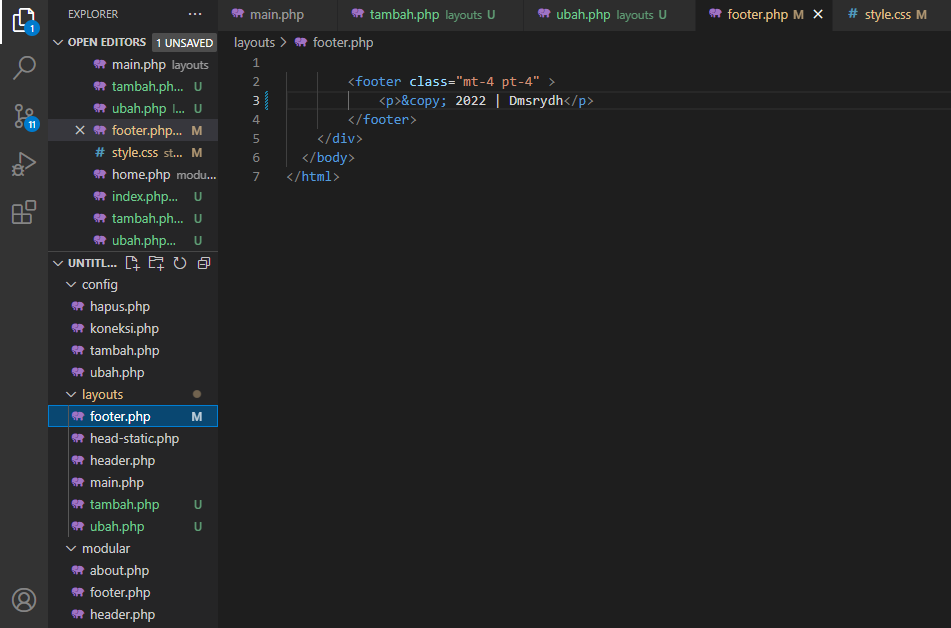 EXPLORER ...
OPEN EDITORS 1 UNSAVED
main.php layouts
tambah.ph... U
ubah.php l... U
footer.php... M
# style.css st... M
home.php modu...
index.php... U
tambah.ph... U
ubah.php... U
UNTITL...
config
hapus.php
koneksi.php
tambah.php
ubah.php
layouts
footer.php M
head-static.php
header.php
main.php
tambah.php U
ubah.php U
modular
about.php
footer.php
header.php
1
11
main.php tambah.php layouts U ubah.php layouts U footer.php M # style.css M
layouts > footer.php
1
2 <footer class="mt-4 pt-4" >
3 <p>&copy; 2022 | Dmsrydh</p>
4 </footer>
5 </div>
6 </body>
7 </html>